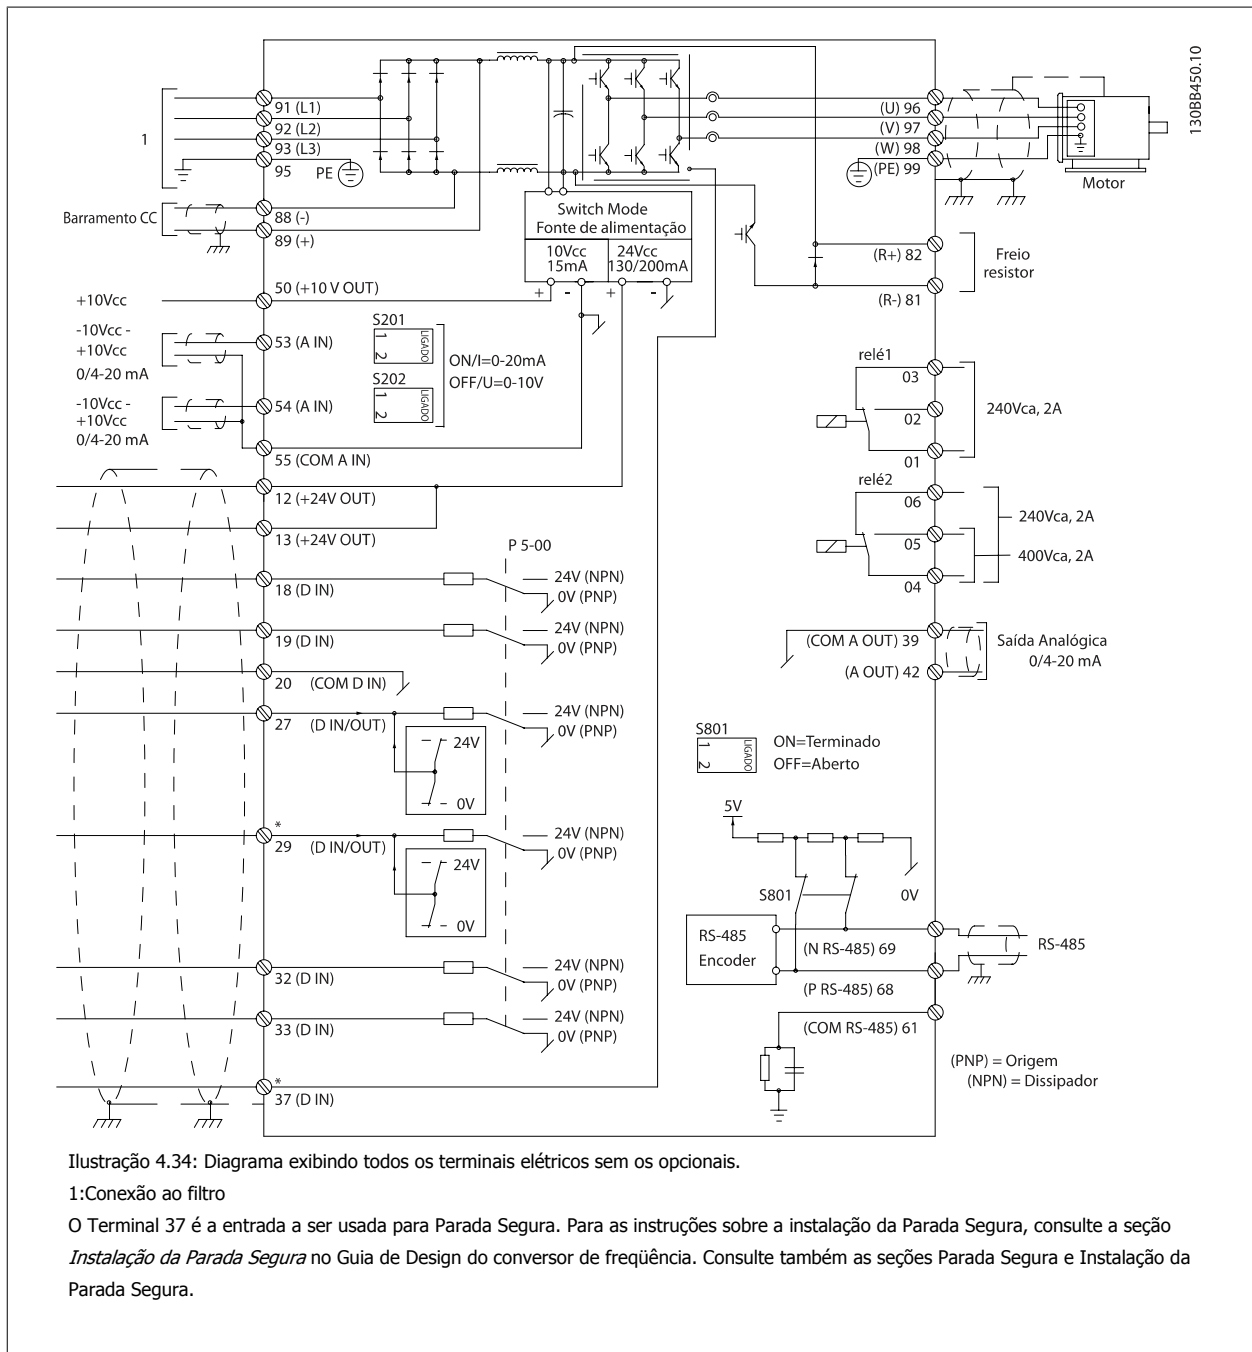 130BB450.10
91 (L1)
92 (L2)
93 (L3)
95
PE
1
(U) 96
(V) 97
(W) 98
(PE) 99
Motor
Barramento CC
88 (-)
89 (+)
Switch Mode
Fonte de alimentação
10Vcc
15mA
24Vcc
130/200mA
+ - + -
(R+) 82
(R-) 81
Freio
resistor
+10Vcc
50 (+10 V OUT)
-10Vcc -
+10Vcc
0/4-20 mA
53 (A IN)
-10Vcc -
+10Vcc
0/4-20 mA
54 (A IN)
55 (COM A IN)
S201
1
2
LIGADO
S202
1
2
LIGADO
ON/I=0-20mA
OFF/U=0-10V
relé1
03
02
01
240Vca, 2A
relé2
06
05
04
240Vca, 2A
400Vca, 2A
12 (+24V OUT)
13 (+24V OUT)
P 5-00
18 (D IN)
24V (NPN)
0V (PNP)
19 (D IN)
24V (NPN)
0V (PNP)
20 (COM D IN)
27 (D IN/OUT)
24V (NPN)
0V (PNP)
24V
0V
*
29 (D IN/OUT)
24V (NPN)
0V (PNP)
24V
0V
32 (D IN)
24V (NPN)
0V (PNP)
33 (D IN)
24V (NPN)
0V (PNP)
*
37 (D IN)
(COM A OUT) 39
(A OUT) 42
Saída Analógica
0/4-20 mA
S801
1
2
LIGADO
ON=Terminado
OFF=Aberto
5V
S801
0V
RS-485
Encoder
(N RS-485) 69
(P RS-485) 68
RS-485
(COM RS-485) 61
(PNP) = Origem
(NPN) = Dissipador
Ilustração 4.34: Diagrama exibindo todos os terminais elétricos sem os opcionais.
1:Conexão ao filtro
O Terminal 37 é a entrada a ser usada para Parada Segura. Para as instruções sobre a instalação da Parada Segura, consulte a seção
Instalação da Parada Segura no Guia de Design do conversor de freqüência. Consulte também as seções Parada Segura e Instalação da
Parada Segura.